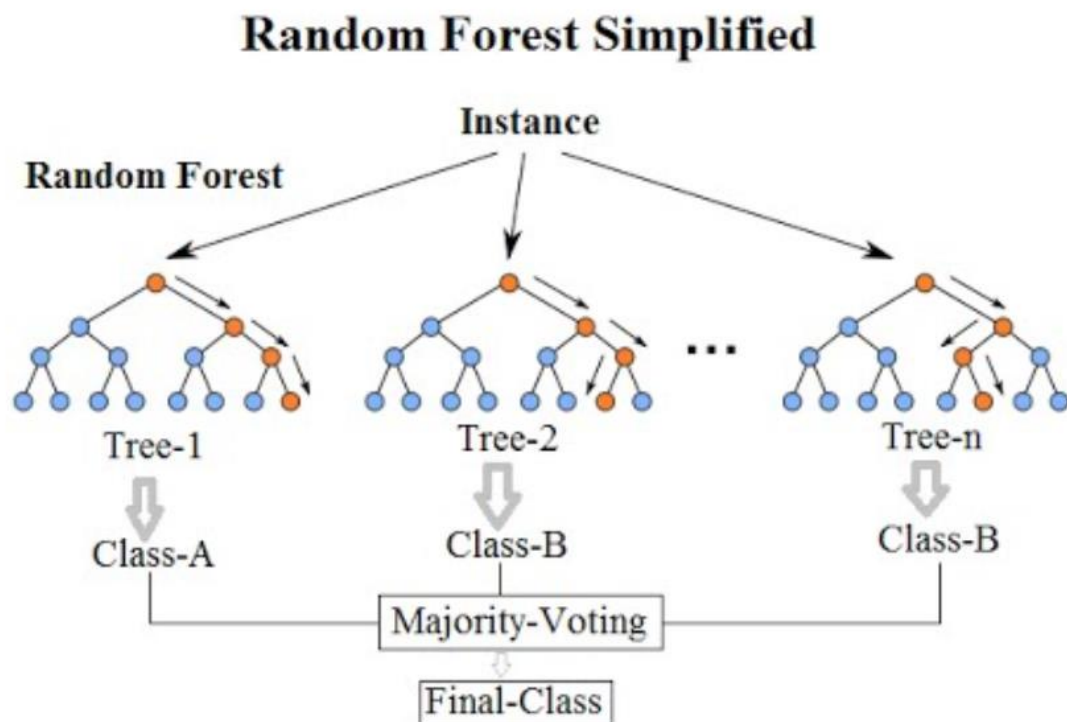 Random Forest Simplified
Instance
Random Forest
...
Tree-1
Tree-2
Tree-n
Class-A
Class-B
Class-B
Majority-Voting
Final-Class